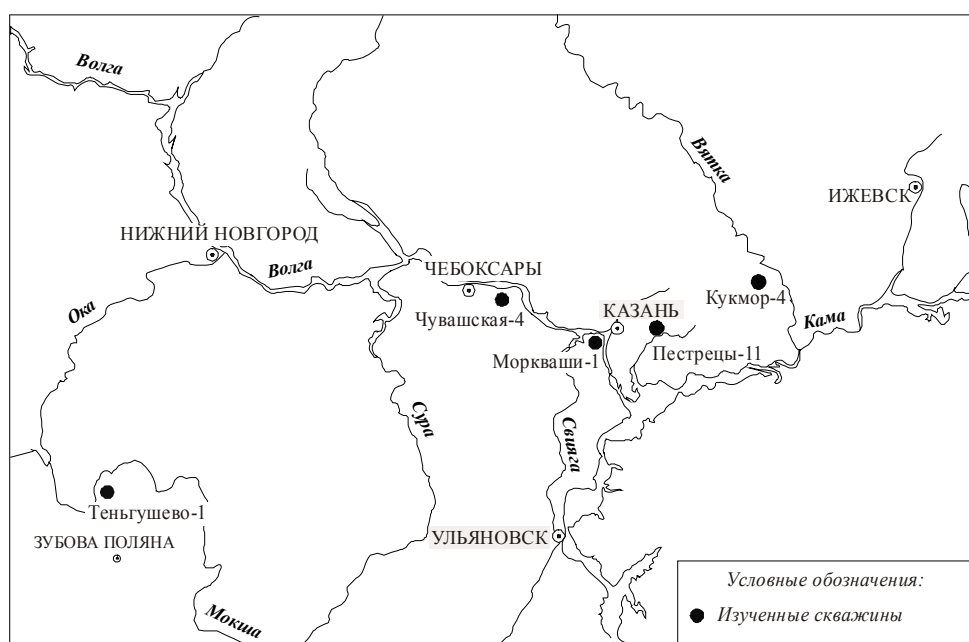 Волга
Вятка
ИЖЕВСК
НИЖНИЙ НОВГОРОД
Волга
ЧЕБОКСАРЫ
Чувашская-4
Кукмор-4
Ока
КАЗАНЬ
Кама
Моркваши-1
Пестрецы-11
Сура
Свияга
Теньгушево-1
ЗУБОВА ПОЛЯНА
УЛЬЯНОВСК
Мокша
Условные обозначения:
Изученные скважины